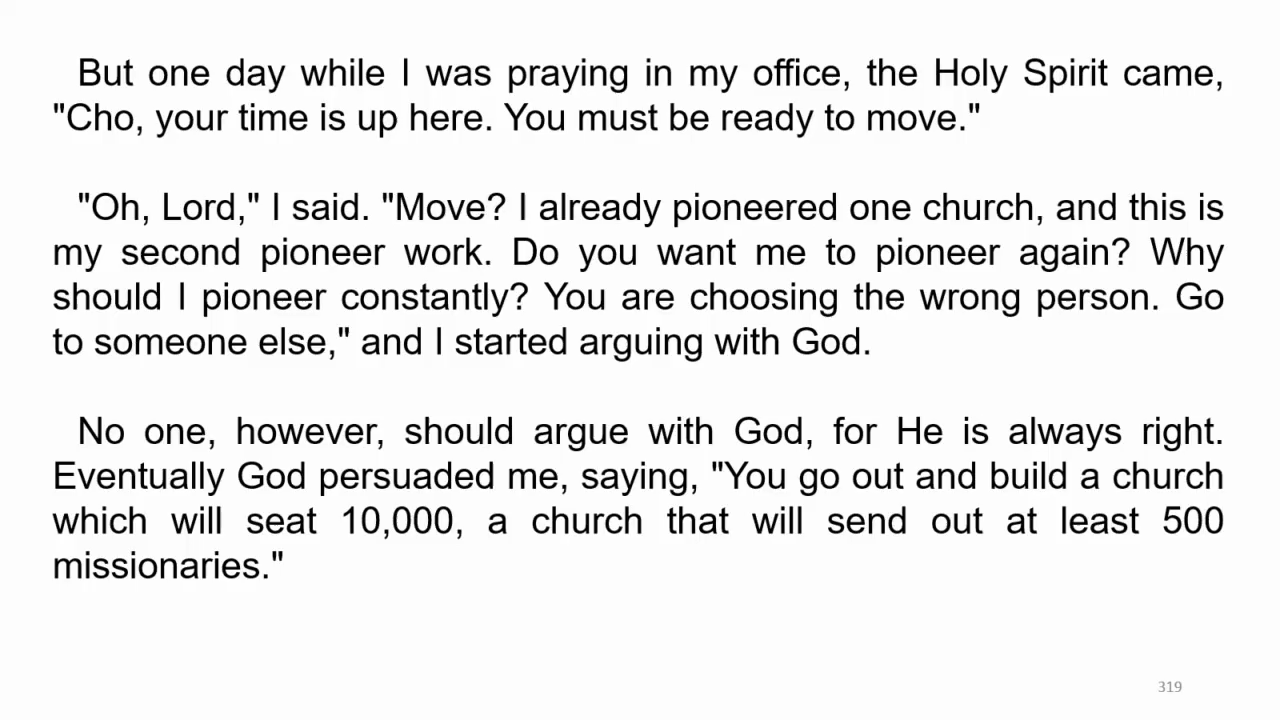 But one day while I was praying in my office, the Holy Spirit came,
"Cho, your time is up here. You must be ready to move."
"Oh, Lord," I said. "Move? I already pioneered one church, and this is
my second pioneer work. Do you want me to pioneer again? Why
should I pioneer constantly? You are choosing the wrong person. Go
to someone else," and I started arguing with God.
No one, however, should argue with God, for He is always right.
Eventually God persuaded me, saying, "You go out and build a church
which will seat 10,000, a church that will send out at least 500
missionaries."
319